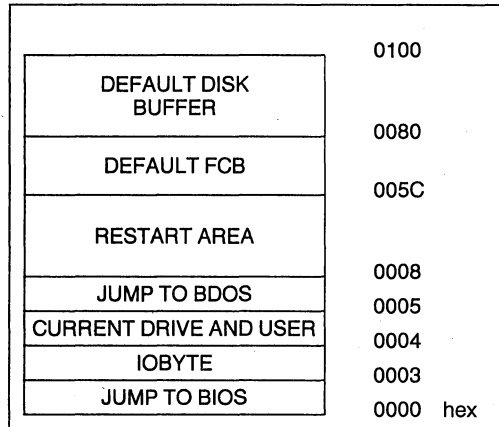 0100
DEFAULT DISK
BUFFER
0080
DEFAULT FCB
005C
RESTART AREA
0008
JUMP TO BDOS
0005
CURRENT DRIVE AND USER
0004
IOBYTE
0003
JUMP TO BIOS
0000 hex